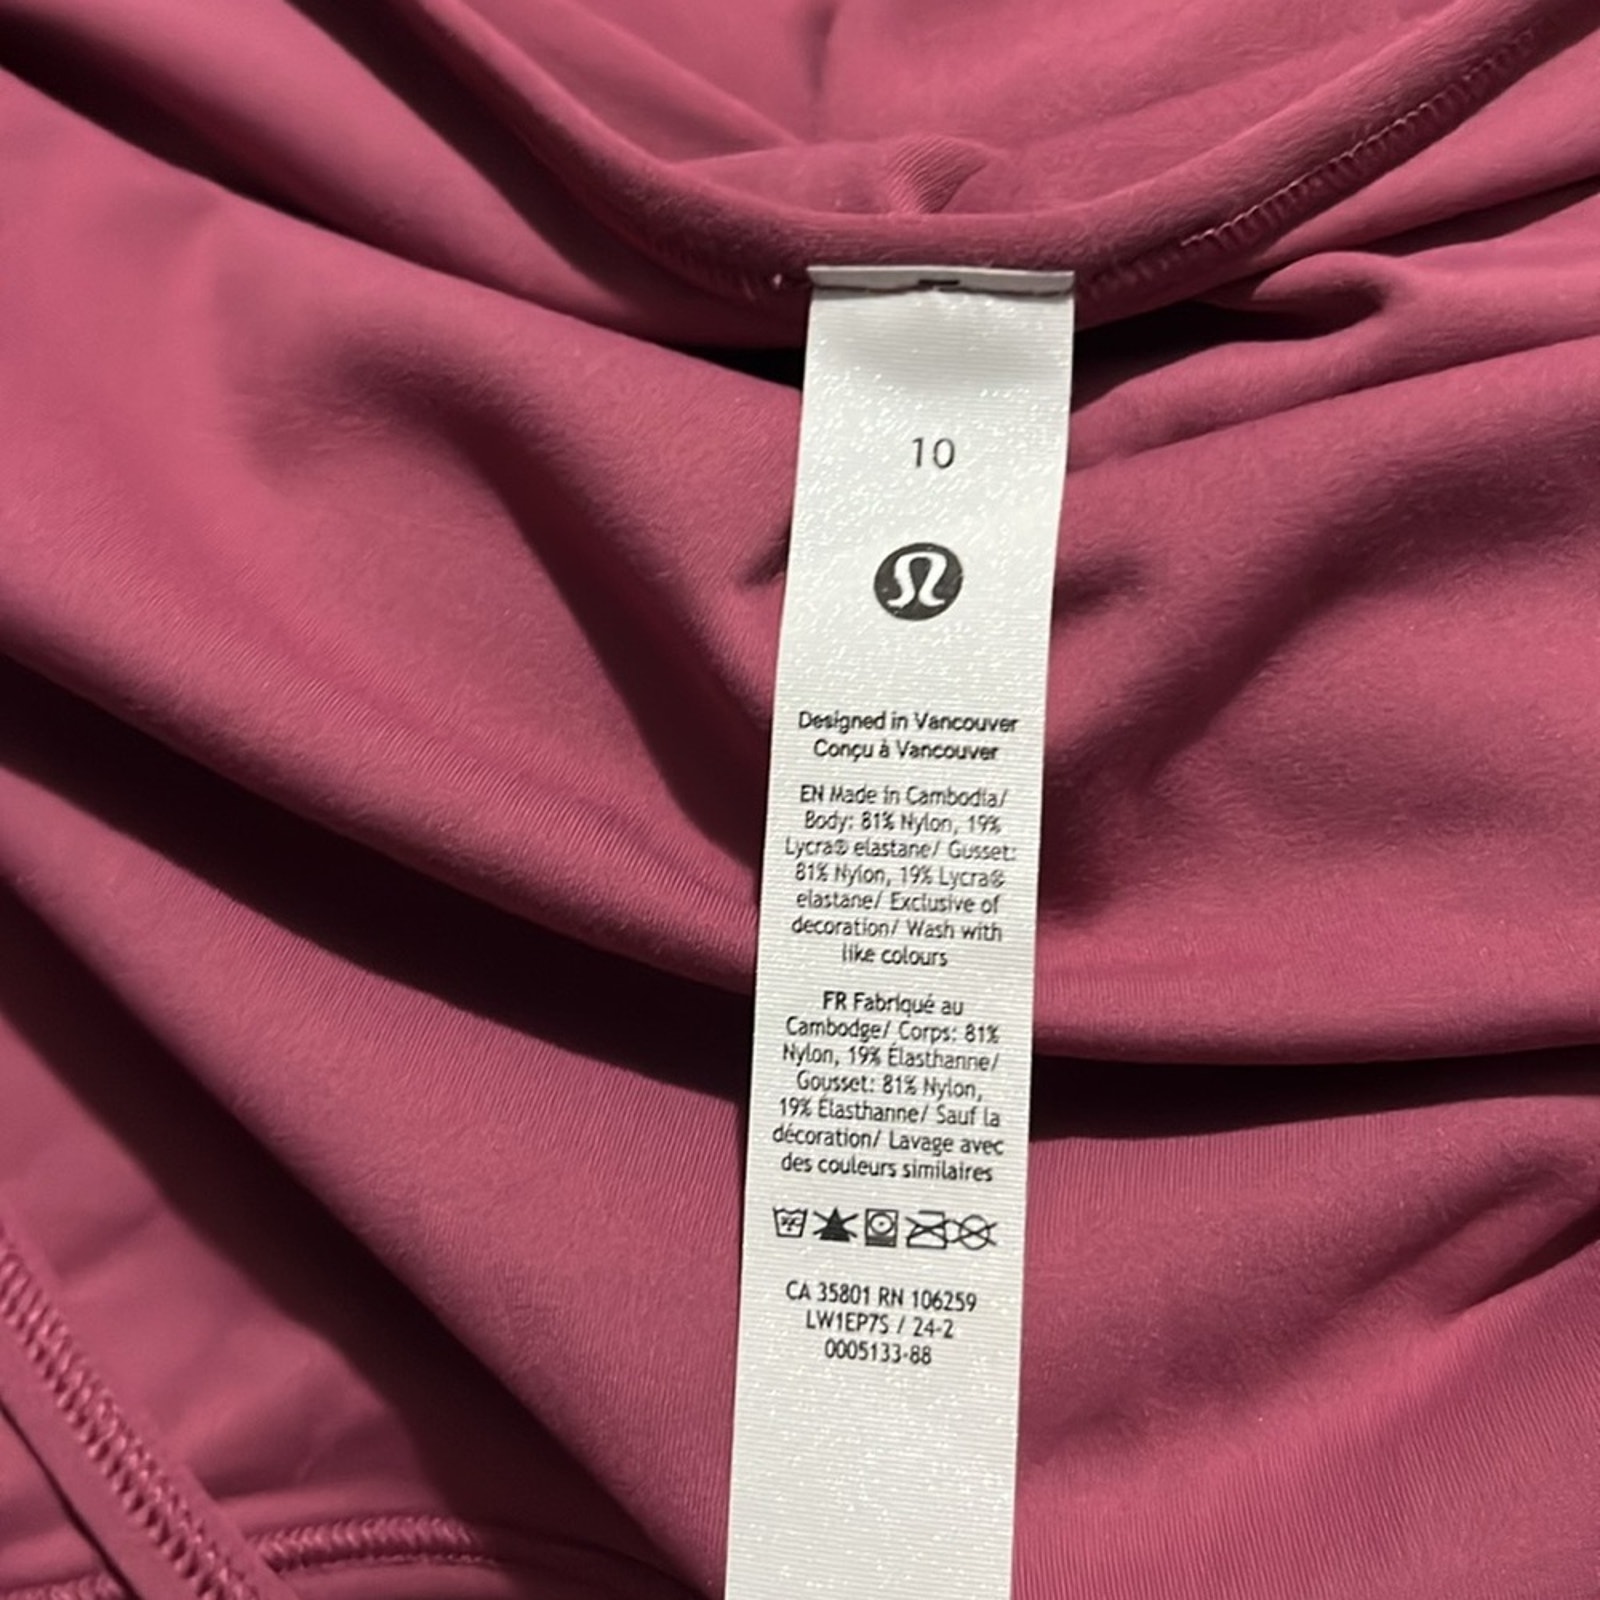 10
Designed in Vancouver
Conçu à Vancouver
EN Made in Cambodia/
Body: 81% Nylon, 19%
Lycra® elastane/ Gusset:
81% Nylon, 19% Lycra®
elastane/ Exclusive of
decoration/ Wash with
like colours
FR Fabriqué au
Cambodge/ Corps: 81%
Nylon, 19% Élasthanne/
Gousset: 81% Nylon,
19% Élasthanne/ Sauf la
décoration/ Lavage avec
des couleurs similaires
CA 35801 RN 106259
LW1EP7S / 24-2
0005133-88